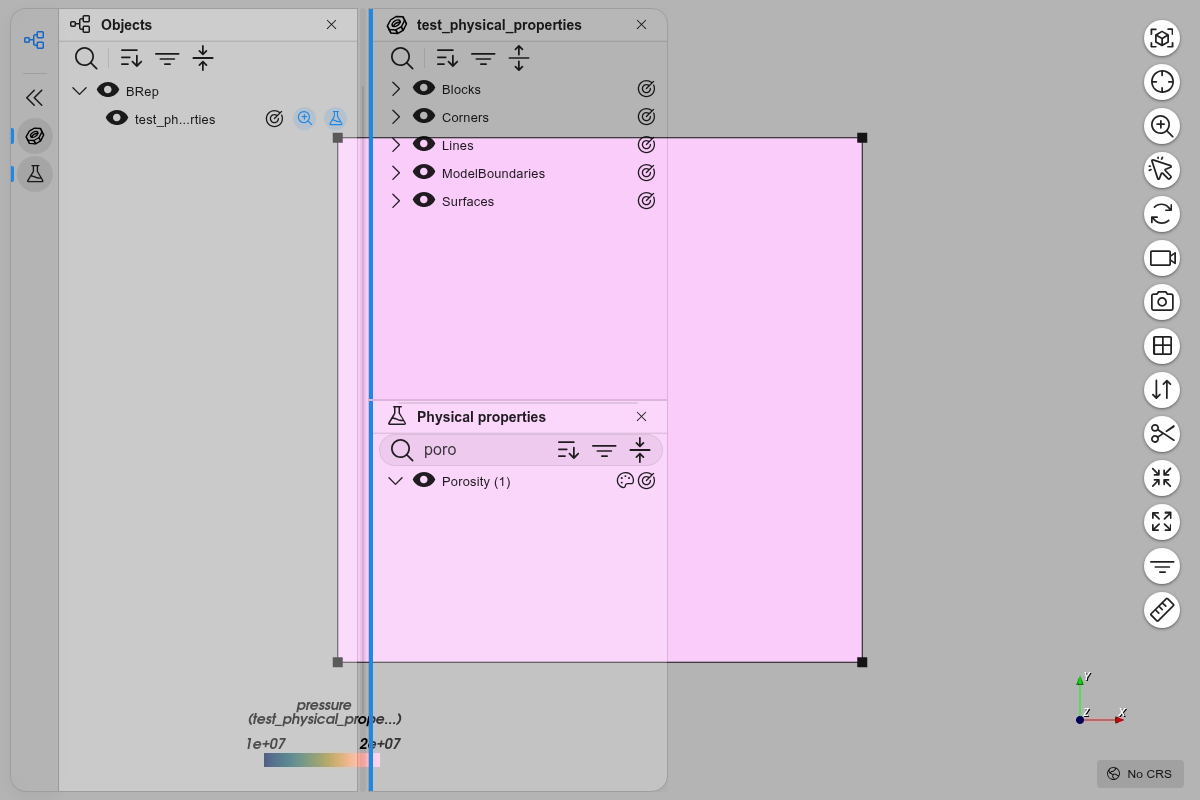 Objects
BRep
test_ph...rties
test_physical_properties
Blocks
Corners
Lines
ModelBoundaries
Surfaces
Physical properties
poro
Porosity (1)
pressure
(test_physical_prope...)
1e+07 2e+07
Y
Z X
No CRS